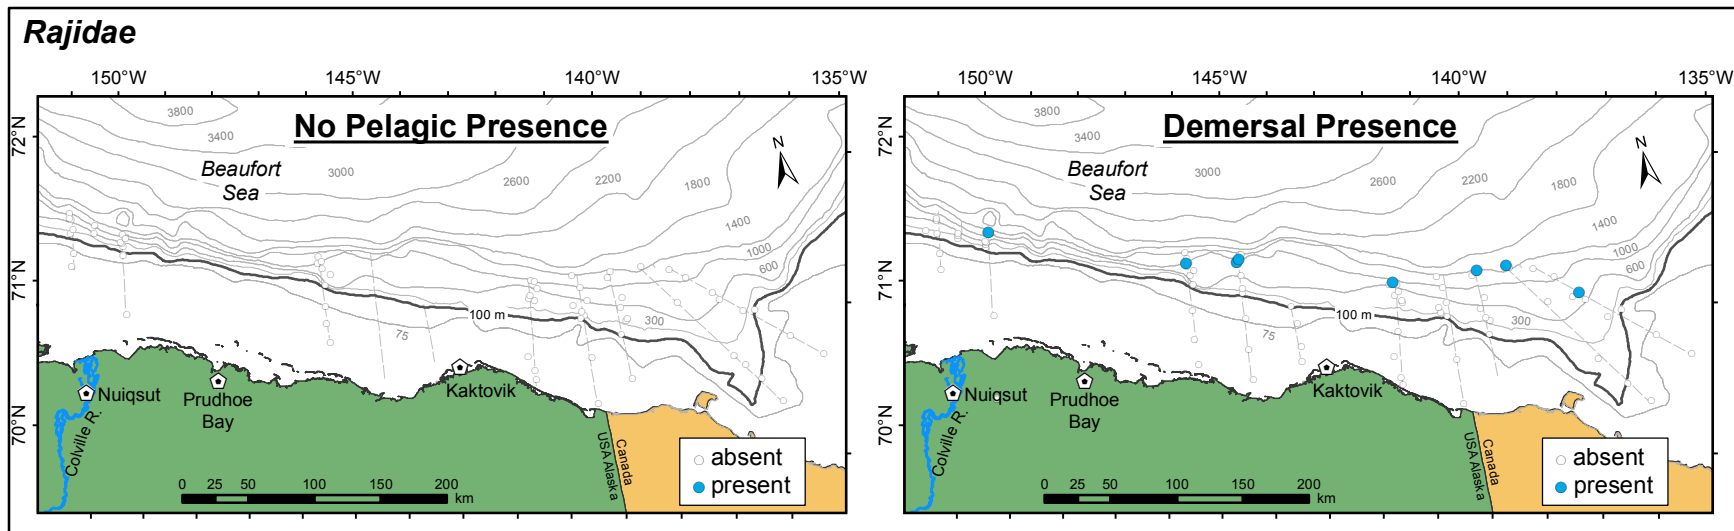 Rajidae
150°W 145°W 140°W 135°W
72°N
71°N
70°N
No Pelagic Presence
3800
3400
3000
2600
2200
1800
1400
1000
600
300
100 m
75
Beaufort
Sea
N
Nuiqsut
Prudhoe
Bay
Kaktovik
Colville R.
USA Alaska
Canada
0 25 50 100 150 200
km
absent
present
150°W 145°W 140°W 135°W
72°N
71°N
70°N
Demersal Presence
3800
3400
3000
2600
2200
1800
1400
1000
600
300
100 m
75
Beaufort
Sea
N
Nuiqsut
Prudhoe
Bay
Kaktovik
Colville R.
USA Alaska
Canada
0 25 50 100 150 200
km
absent
present